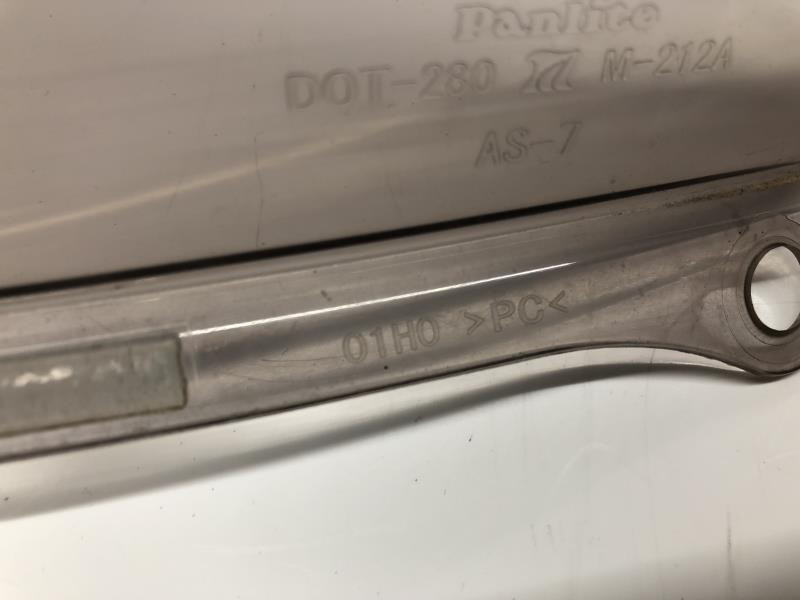 Panlite
DOT-280 M-212A
AS-7
01H0 >PC<